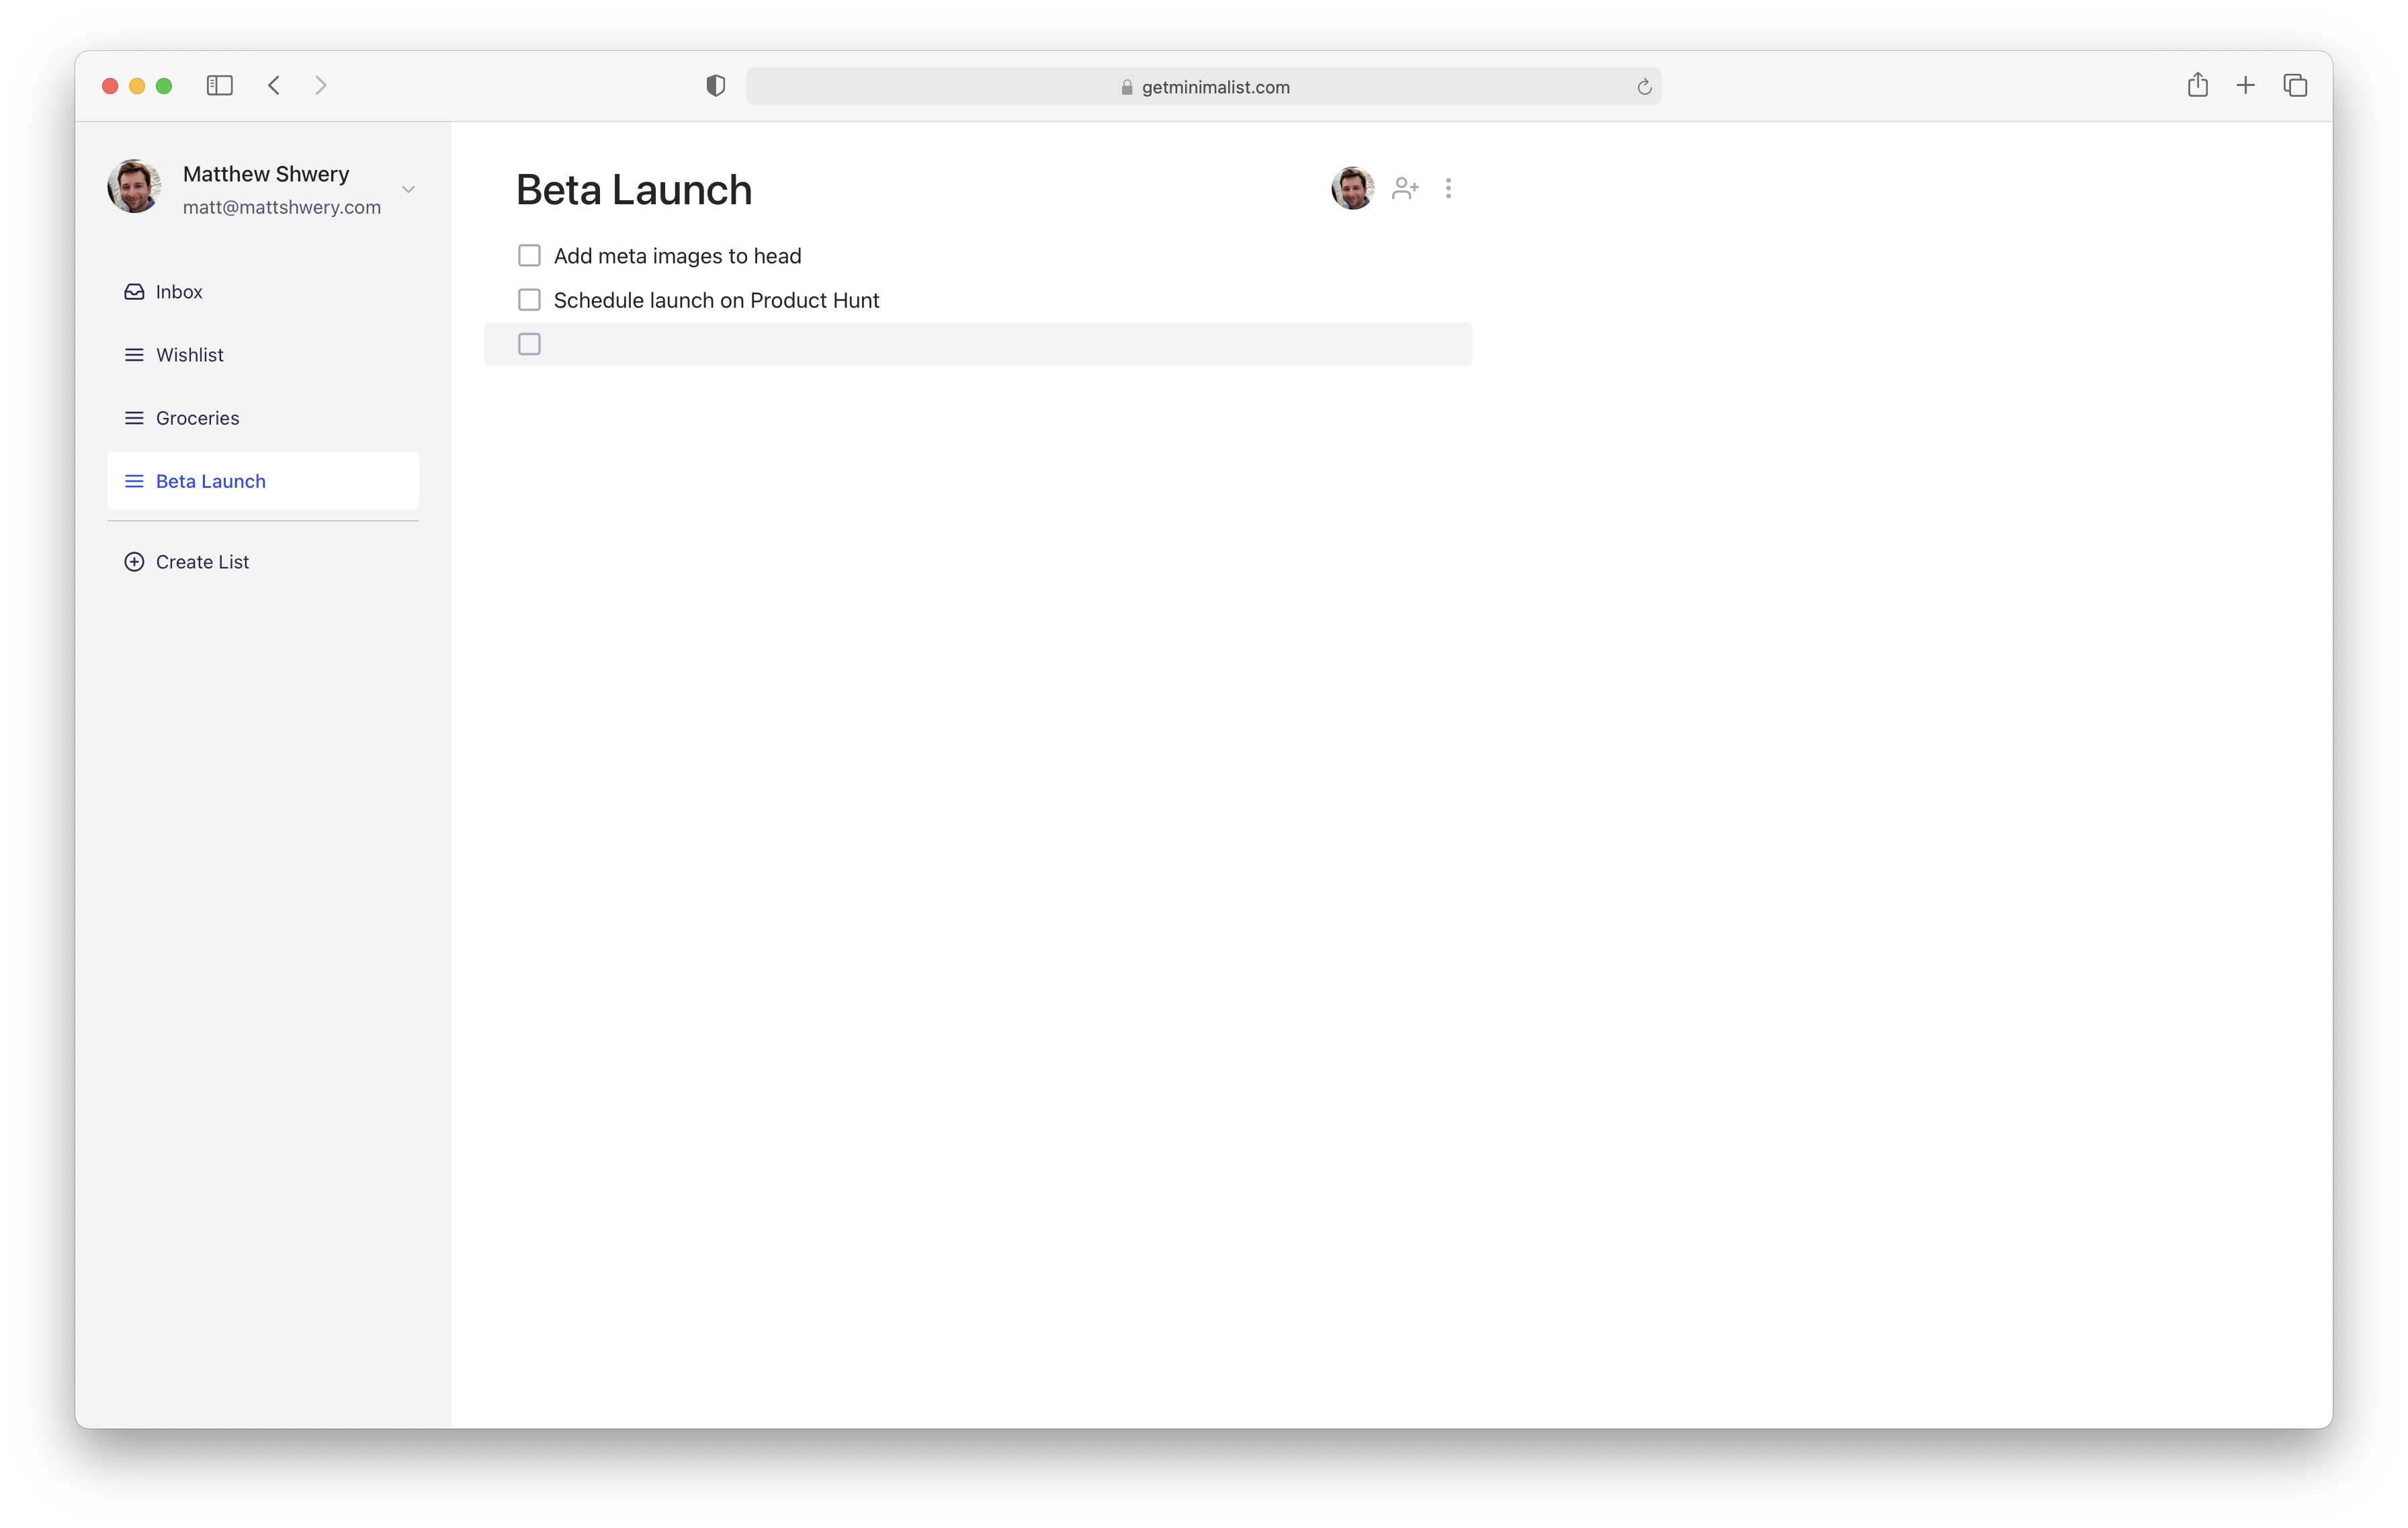 getminimalist.com
Matthew Shwery
matt@mattshwery.com
Inbox
Wishlist
Groceries
Beta Launch
Create List
Beta Launch
Add meta images to head
Schedule launch on Product Hunt